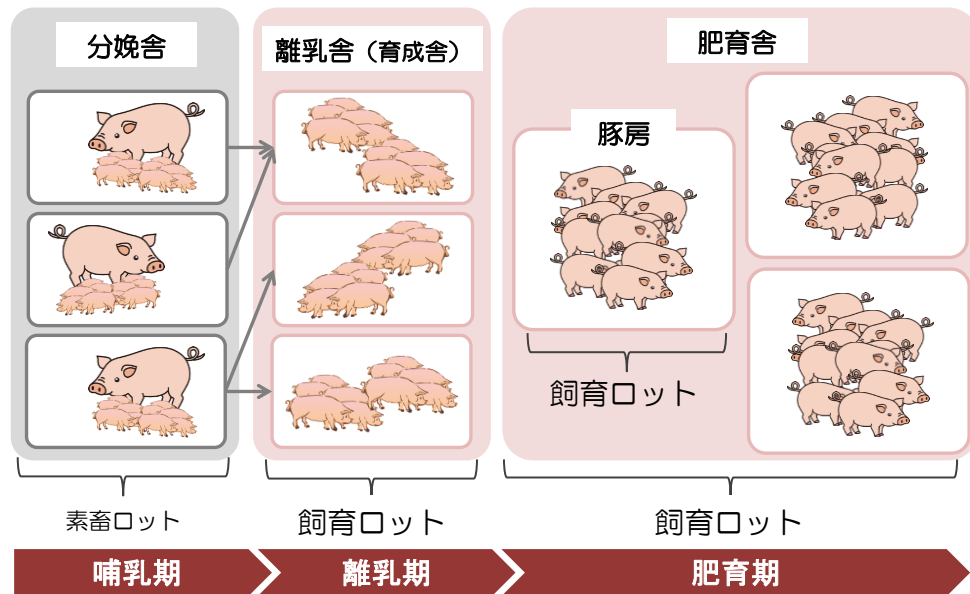 分娩舎
離乳舎（育成舎）
肥育舎
豚房
飼育ロット
素畜ロット
飼育ロット
飼育ロット
哺乳期
離乳期
肥育期